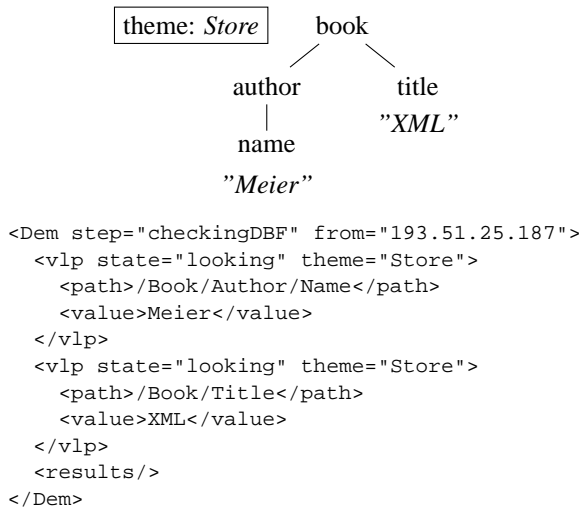 theme: Store book
author title
"XML"
name
"Meier"
<Dem step="checkingDBF" from="193.51.25.187">
  <vlp state="looking" theme="Store">
    <path>/Book/Author/Name</path>
    <value>Meier</value>
  </vlp>
  <vlp state="looking" theme="Store">
    <path>/Book/Title</path>
    <value>XML</value>
  </vlp>
  <results/>
</Dem>